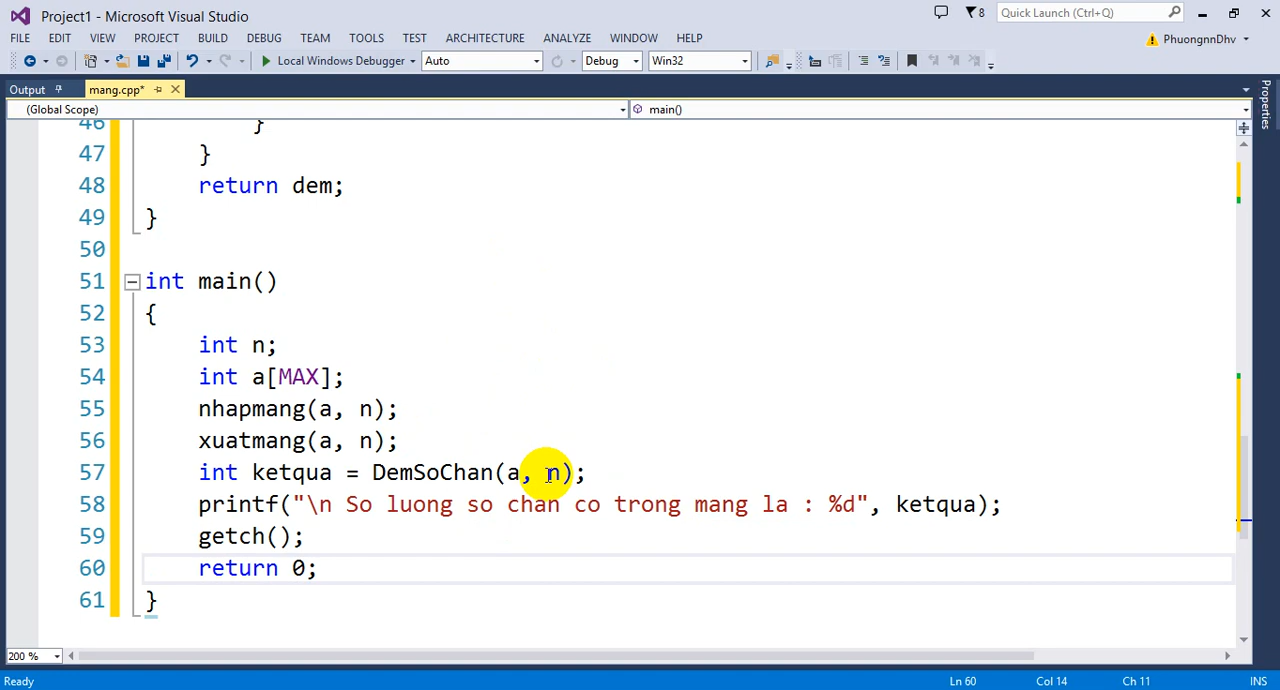 Project1 - Microsoft Visual Studio
8
Quick Launch (Ctrl+Q)
FILE EDIT VIEW PROJECT BUILD DEBUG TEAM TOOLS TEST ARCHITECTURE ANALYZE WINDOW HELP
PhuongnnDhv
Local Windows Debugger Auto Debug Win32
Output mang.cpp*
Properties
(Global Scope) main()
46 }
47 }
48 return dem;
49 }
50
51 int main()
52 {
53 int n;
54 int a[MAX];
55 nhapmang(a, n);
56 xuatmang(a, n);
57 int ketqua = DemSoChan(a, n);
58 printf("\n So luong so chan co trong mang la : %d", ketqua);
59 getch();
60 return 0;
61 }
200 %
Ready Ln 60 Col 14 Ch 11 INS